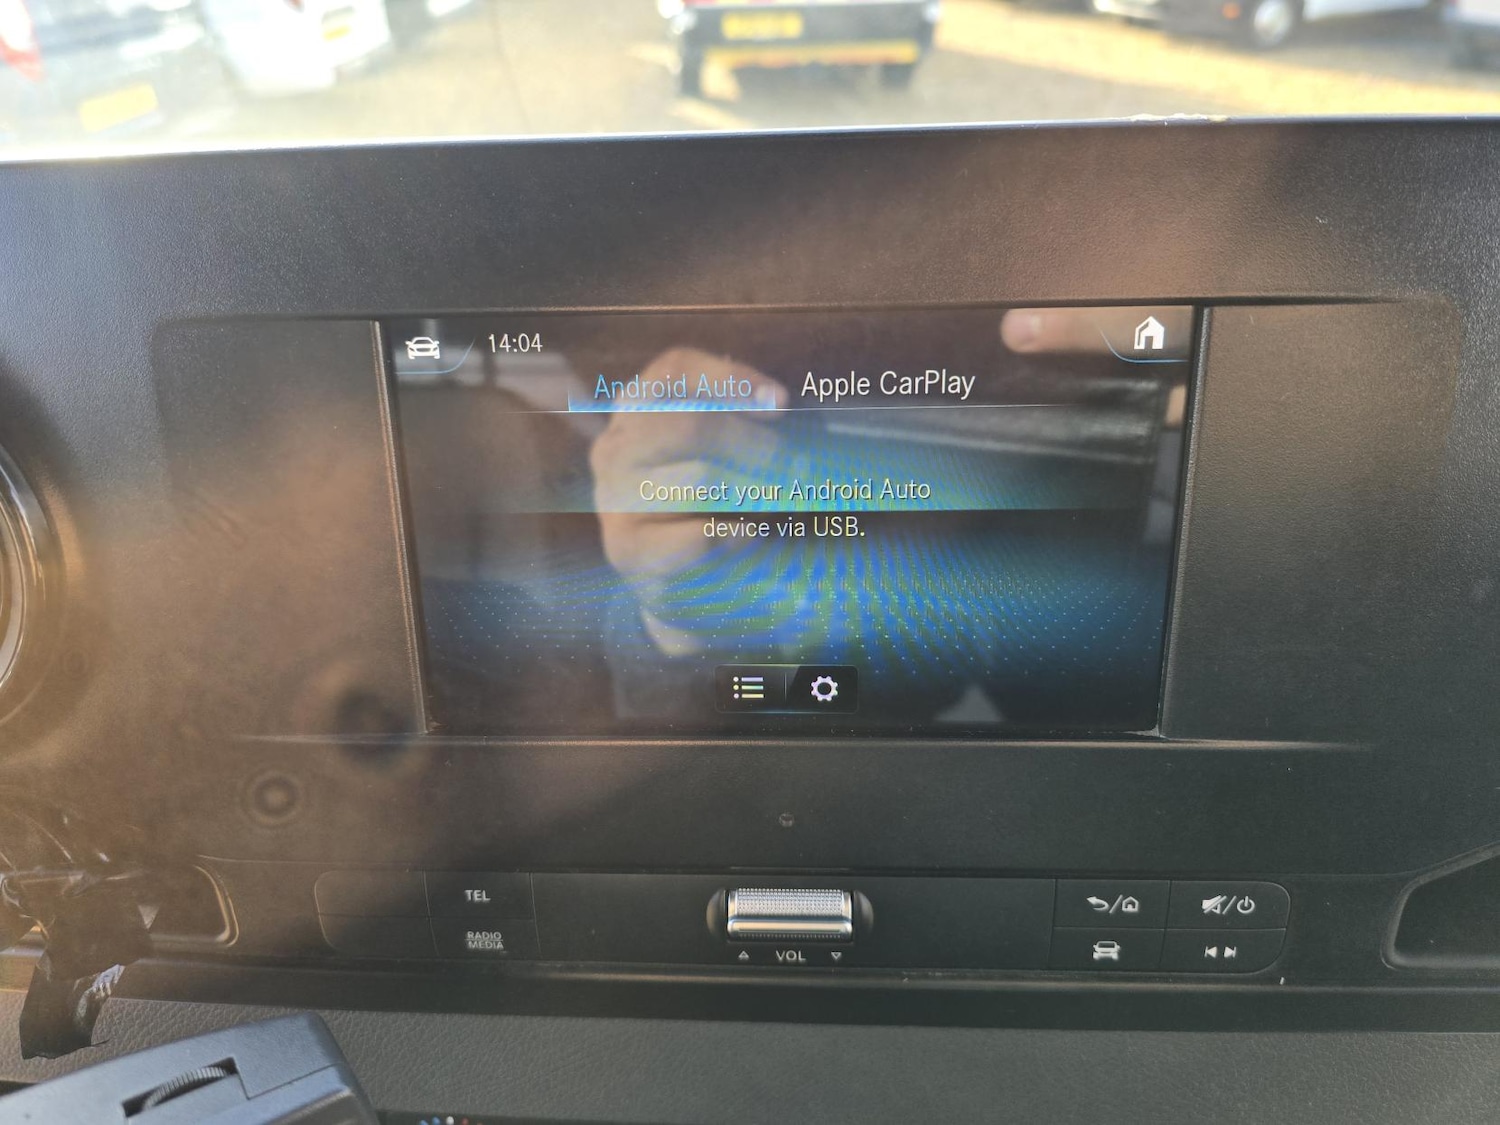 14:04
Android Auto
Apple CarPlay
Connect your Android Auto
device via USB.
TEL
RADIO
MEDIA
VOL